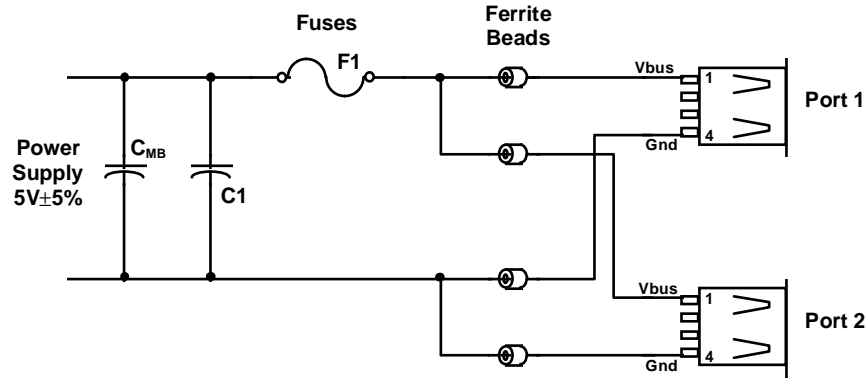 Fuses
F1
Ferrite
Beads
Vbus
1
4
Gnd
Port 1
Power
Supply
5V±5%
CMB
C1
Vbus
1
4
Gnd
Port 2